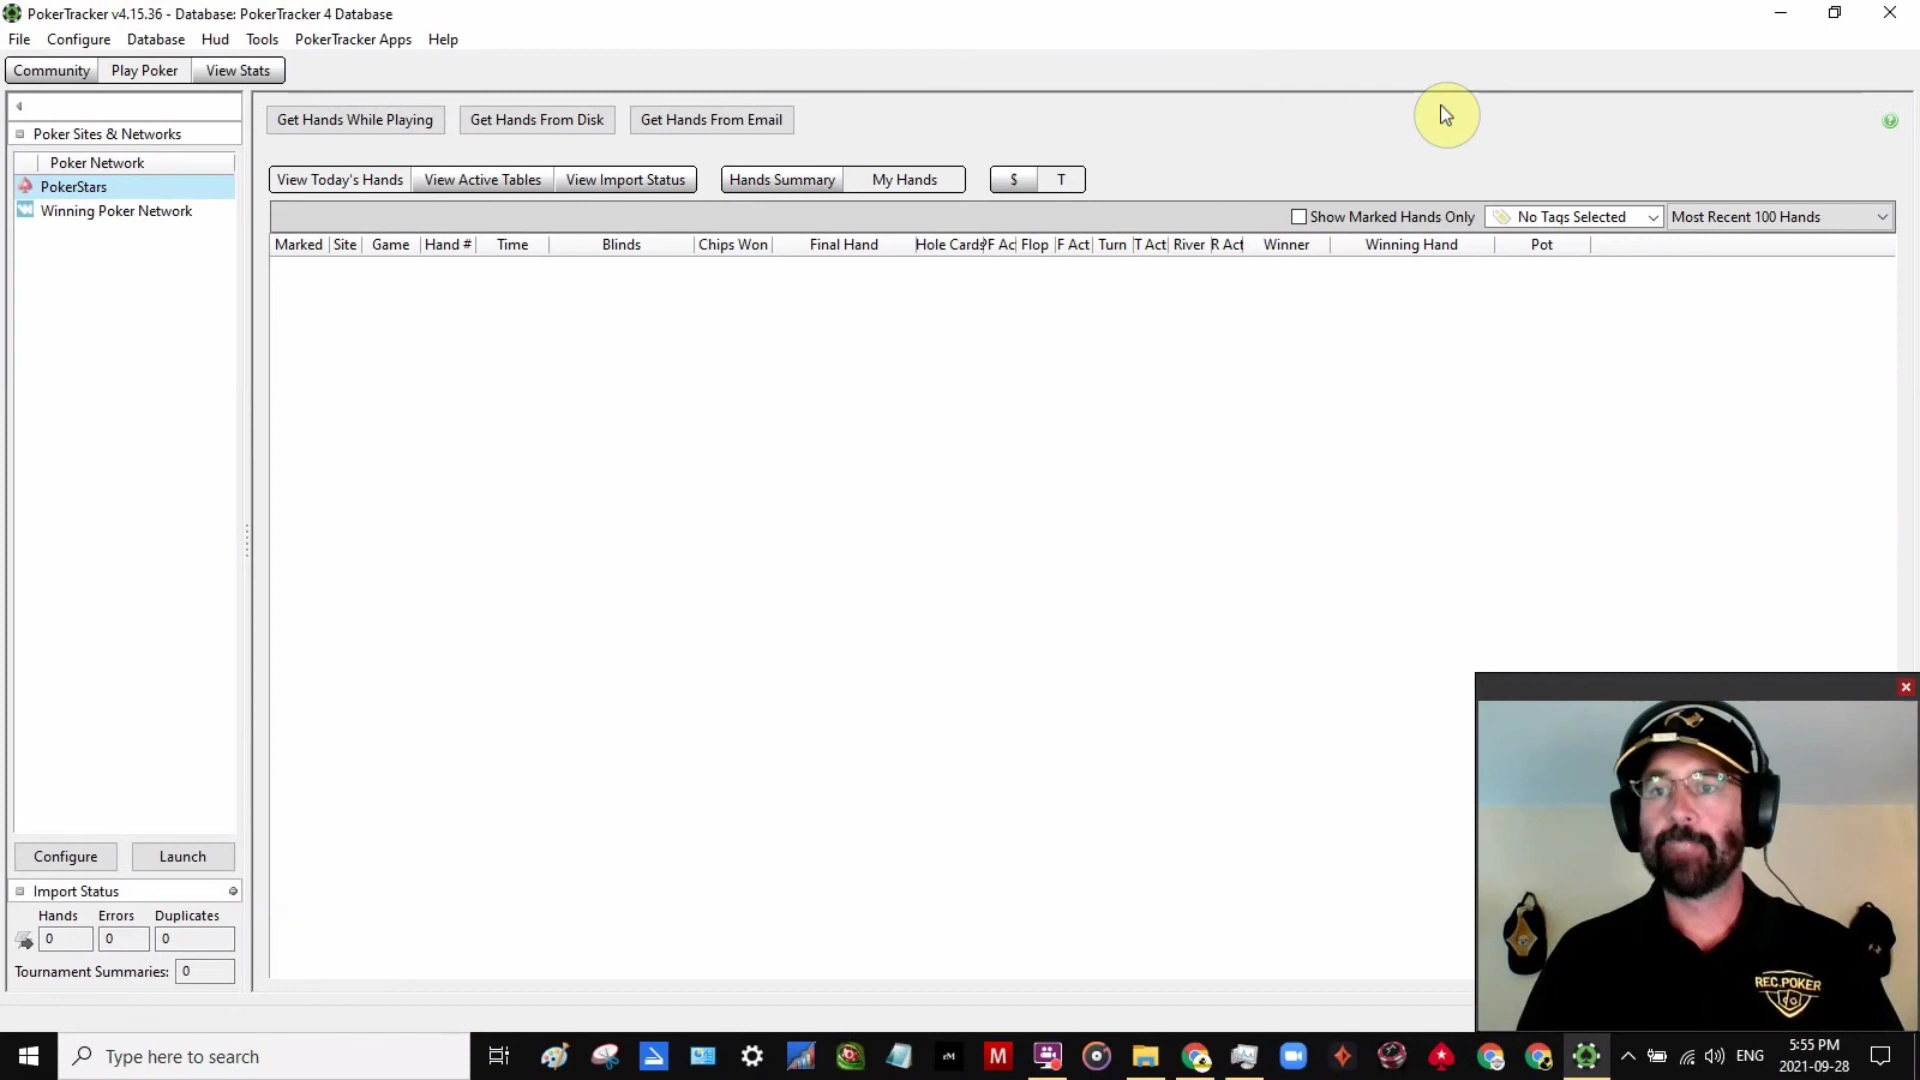 PokerTracker v4.15.36 - Database: PokerTracker 4 Database
File Configure Database Hud Tools PokerTracker Apps Help
Community Play Poker View Stats
Get Hands While Playing Get Hands From Disk Get Hands From Email
Poker Sites & Networks
Poker Network
PokerStars
Winning Poker Network
View Today's Hands View Active Tables View Import Status Hands Summary My Hands $ T
Show Marked Hands Only No Tags Selected Most Recent 100 Hands
Marked Site Game Hand # Time Blinds Chips Won Final Hand Hole Cards F Ac Flop F Act Turn T Act River R Act Winner Winning Hand Pot
Configure Launch
Import Status
Hands Errors Duplicates
0 0 0
Tournament Summaries: 0
REC.POKER
Type here to search
ENG
5:55 PM
2021-09-28